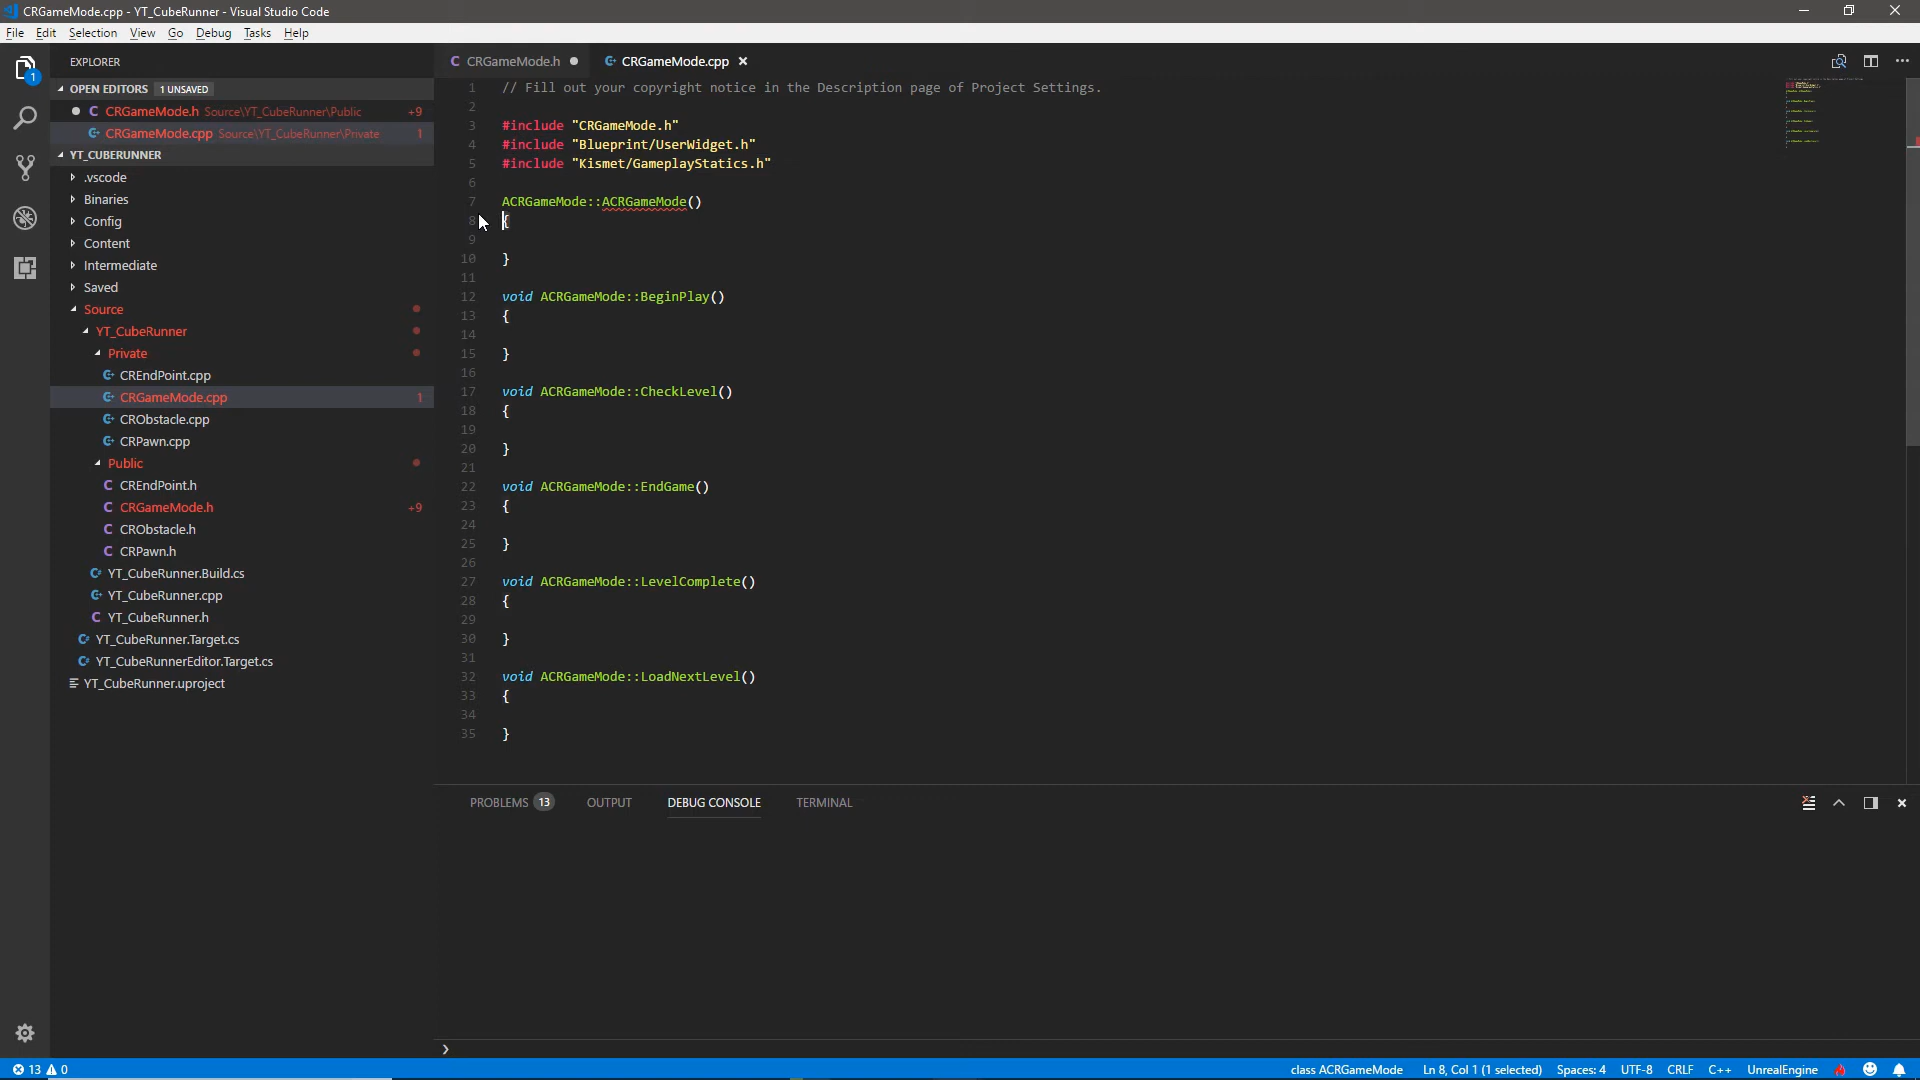 CRGameMode.cpp - YT_CubeRunner - Visual Studio Code
File Edit Selection View Go Debug Tasks Help
1
EXPLORER
OPEN EDITORS 1 UNSAVED
CRGameMode.h Source\YT_CubeRunner\Public +9
CRGameMode.cpp Source\YT_CubeRunner\Private 1
YT_CUBERUNNER
.vscode
Binaries
Config
Content
Intermediate
Saved
Source
YT_CubeRunner
Private
CREndPoint.cpp
CRGameMode.cpp 1
CRObstacle.cpp
CRPawn.cpp
Public
CREndPoint.h
CRGameMode.h +9
CRObstacle.h
CRPawn.h
YT_CubeRunner.Build.cs
YT_CubeRunner.cpp
YT_CubeRunner.h
YT_CubeRunner.Target.cs
YT_CubeRunnerEditor.Target.cs
YT_CubeRunner.uproject
CRGameMode.h CRGameMode.cpp
1 // Fill out your copyright notice in the Description page of Project Settings.
2
3 #include "CRGameMode.h"
4 #include "Blueprint/UserWidget.h"
5 #include "Kismet/GameplayStatics.h"
6
7 ACRGameMode::ACRGameMode()
8 {
9
10 }
11
12 void ACRGameMode::BeginPlay()
13 {
14
15 }
16
17 void ACRGameMode::CheckLevel()
18 {
19
20 }
21
22 void ACRGameMode::EndGame()
23 {
24
25 }
26
27 void ACRGameMode::LevelComplete()
28 {
29
30 }
31
32 void ACRGameMode::LoadNextLevel()
33 {
34
35 }
PROBLEMS 13 OUTPUT DEBUG CONSOLE TERMINAL
13 0 class ACRGameMode Ln 8, Col 1 (1 selected) Spaces: 4 UTF-8 CRLF C++ UnrealEngine